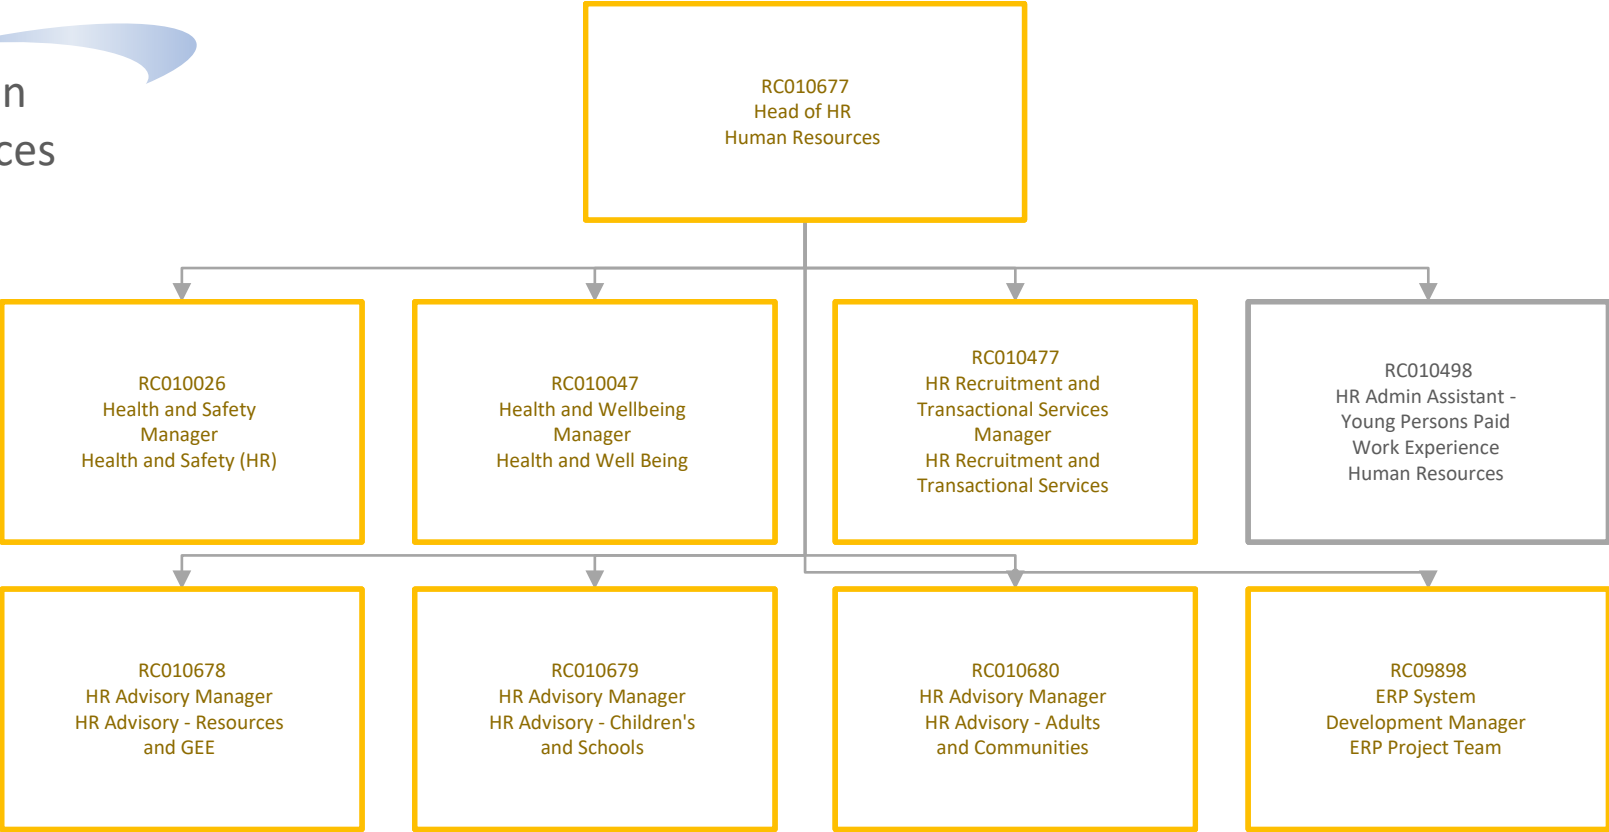 n
ces
RC010677
Head of HR
Human Resources
RC010026
Health and Safety
Manager
Health and Safety (HR)
RC010047
Health and Wellbeing
Manager
Health and Well Being
RC010477
HR Recruitment and
Transactional Services
Manager
HR Recruitment and
Transactional Services
RC010498
HR Admin Assistant -
Young Persons Paid
Work Experience
Human Resources
RC010678
HR Advisory Manager
HR Advisory - Resources
and GEE
RC010679
HR Advisory Manager
HR Advisory - Children's
and Schools
RC010680
HR Advisory Manager
HR Advisory - Adults
and Communities
RC09898
ERP System
Development Manager
ERP Project Team